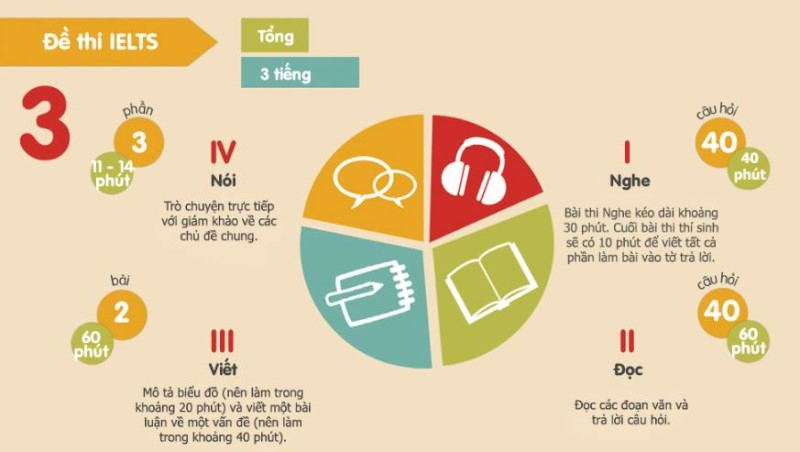 Đề thi IELTS
Tổng
3 tiếng
3
phần
3
11 - 14
phút
IV
Nói
Trò chuyện trực tiếp
với giám khảo về các
chủ đề chung.
câu hỏi
40
40
phút
I
Nghe
Bài thi Nghe kéo dài khoảng
30 phút. Cuối bài thi thí sinh
sẽ có 10 phút để viết tất cả
phần làm bài vào tờ trả lời.
bài
2
60
phút
III
Viết
Mô tả biểu đồ (nên làm trong
khoảng 20 phút) và viết một bài
luận về một vấn đề (nên làm
trong khoảng 40 phút).
câu hỏi
40
60
phút
II
Đọc
Đọc các đoạn văn và
trả lời câu hỏi.